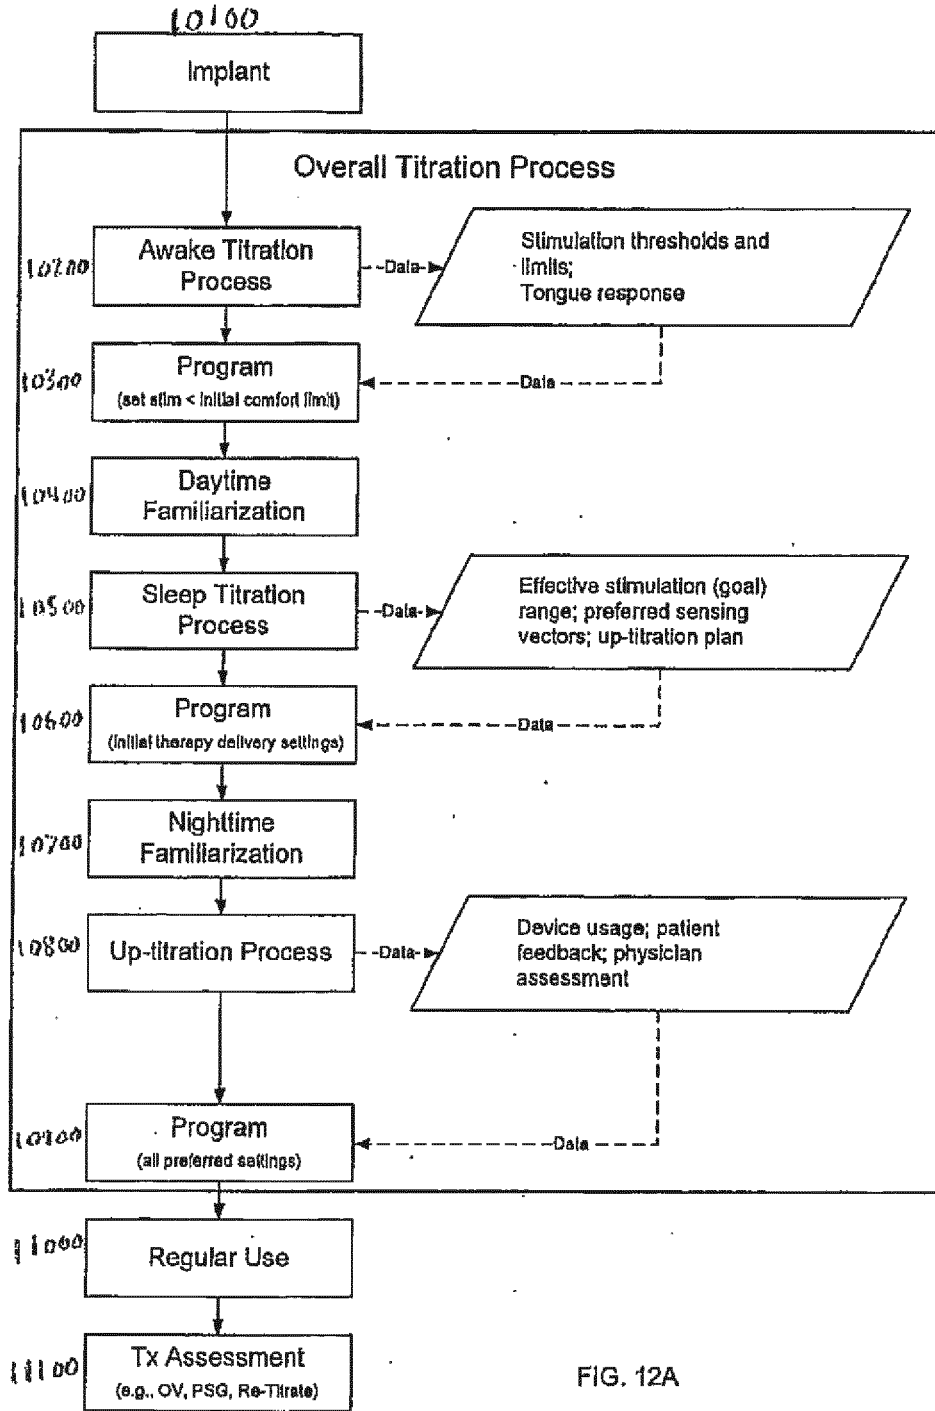 10100
Implant
Overall Titration Process
10200
Awake Titration
Process
--Data-
Stimulation thresholds and
limits;
Tongue response
10300
Program
(set stim < initial comfort limit)
Data
10400
Daytime
Familiarization
10500
Sleep Titration
Process
Data
Effective stimulation (goal)
range; preferred sensing
vectors; up-titration plan
10600
Program
(initial therapy delivery settings)
Data
10700
Nighttime
Familiarization
10800
Up-titration Process
Data
Device usage; patient
feedback; physician
assessment
10900
Program
(all preferred settings)
Data
11000
Regular Use
11100
Tx Assessment
(e.g., OV, PSG, Re-Titrate)
FIG. 12A